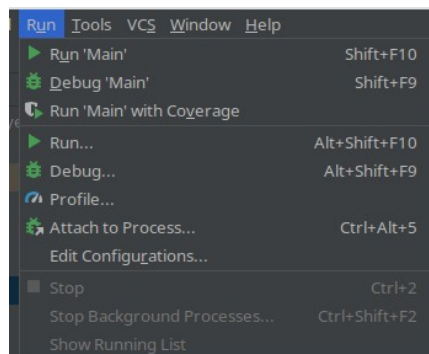 Run Tools VCS Window Help
Run 'Main' Shift+F10
Debug 'Main' Shift+F9
Run 'Main' with Coverage
Run... Alt+Shift+F10
Debug... Alt+Shift+F9
Profile...
Attach to Process... Ctrl+Alt+5
Edit Configurations...
Stop Ctrl+2
Stop Background Processes... Ctrl+Shift+F2
Show Running List